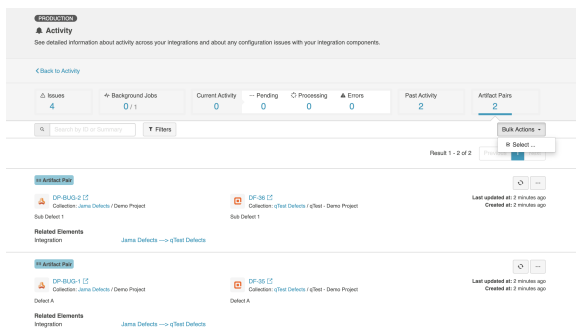 PRODUCTION
Activity
See detailed information about activity across your integrations and about any configuration issues with your integration components.
Back to Activity
Issues
4
Background Jobs
0 / 1
Current Activity
0
Pending
0
Processing
0
Errors
0
Past Activity
2
Artifact Pairs
2
Search by ID or Summary
Filters
Bulk Actions
Select ...
Result 1 - 2 of 2
1
Artifact Pair
DP-BUG-2
Collection: Jama Defects / Demo Project
Sub Defect 1
DF-36
Collection: qTest Defects / qTest - Demo Project
Sub Defect 1
Last updated at: 2 minutes ago
Created at: 2 minutes ago
Related Elements
Integration Jama Defects ---> qTest Defects
Artifact Pair
DP-BUG-1
Collection: Jama Defects / Demo Project
Defect A
DF-35
Collection: qTest Defects / qTest - Demo Project
Defect A
Last updated at: 2 minutes ago
Created at: 2 minutes ago
Related Elements
Integration Jama Defects ---> qTest Defects